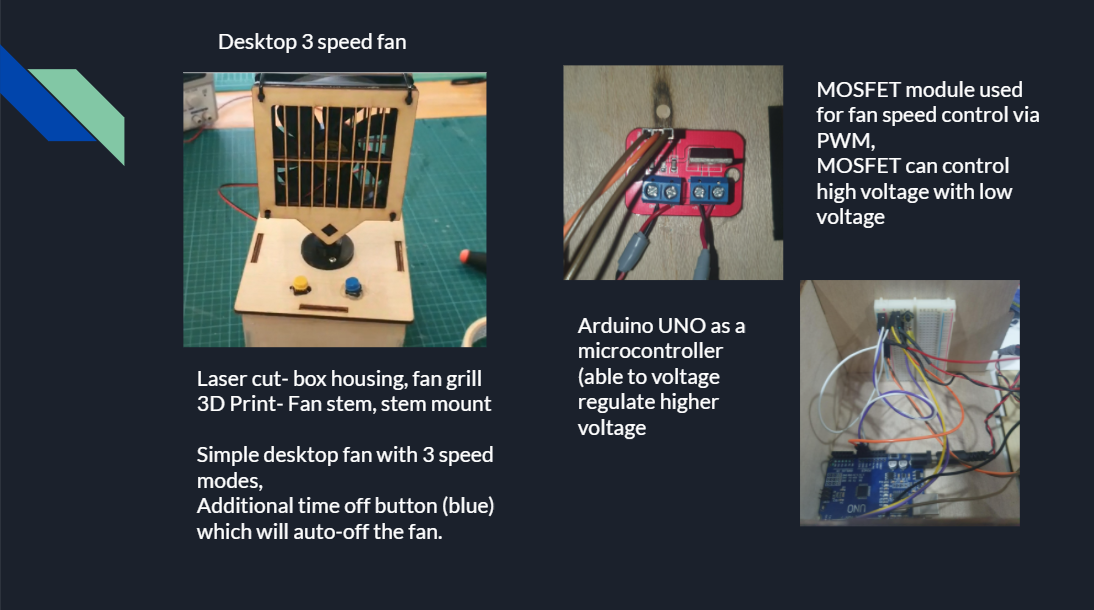 Desktop 3 speed fan
MOSFET module used
for fan speed control via
PWM,
MOSFET can control
high voltage with low
voltage
Laser cut- box housing, fan grill
3D Print- Fan stem, stem mount
Simple desktop fan with 3 speed
modes,
Additional time off button (blue)
which will auto-off the fan.
Arduino UNO as a
microcontroller
(able to voltage
regulate higher
voltage
UNO